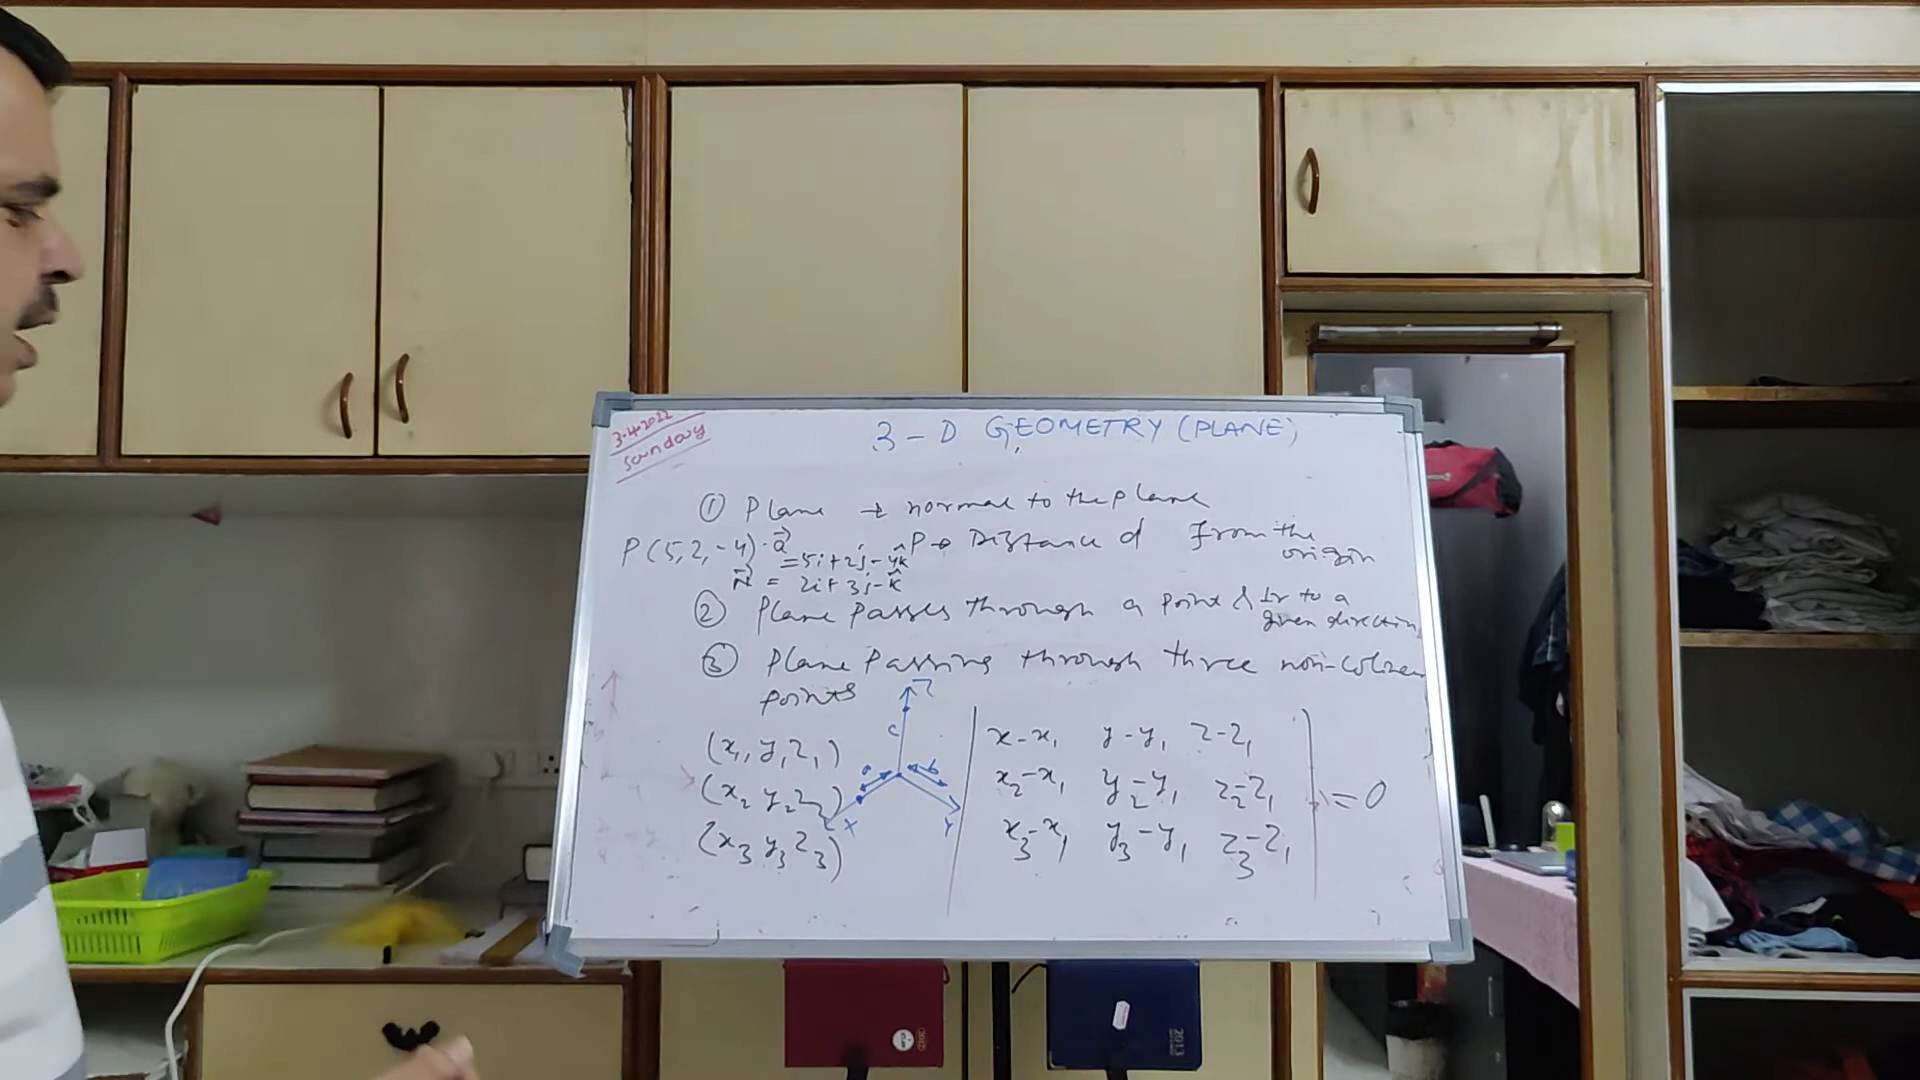 3.4.2022
sunday
3-D GEOMETRY (PLANE)
① Plane → normal to the plane
P → Distance d from the origin
P(5,2,-4) · a⃗ = 5i+2j-4k̂
N⃗ = 2i+3j-k̂
② Plane Passes through a point & ⊥r to a given direction
③ Plane Passing through three non-colinear
points
(x₁ y₁ z₁)
(x₂ y₂ z₂)
(x₃ y₃ z₃)
c
a
b
X
Y
x-x₁ y-y₁ z-z₁
x₂-x₁ y₂-y₁ z₂-z₁ =0
x₃-x₁ y₃-y₁ z₃-z₁
2013